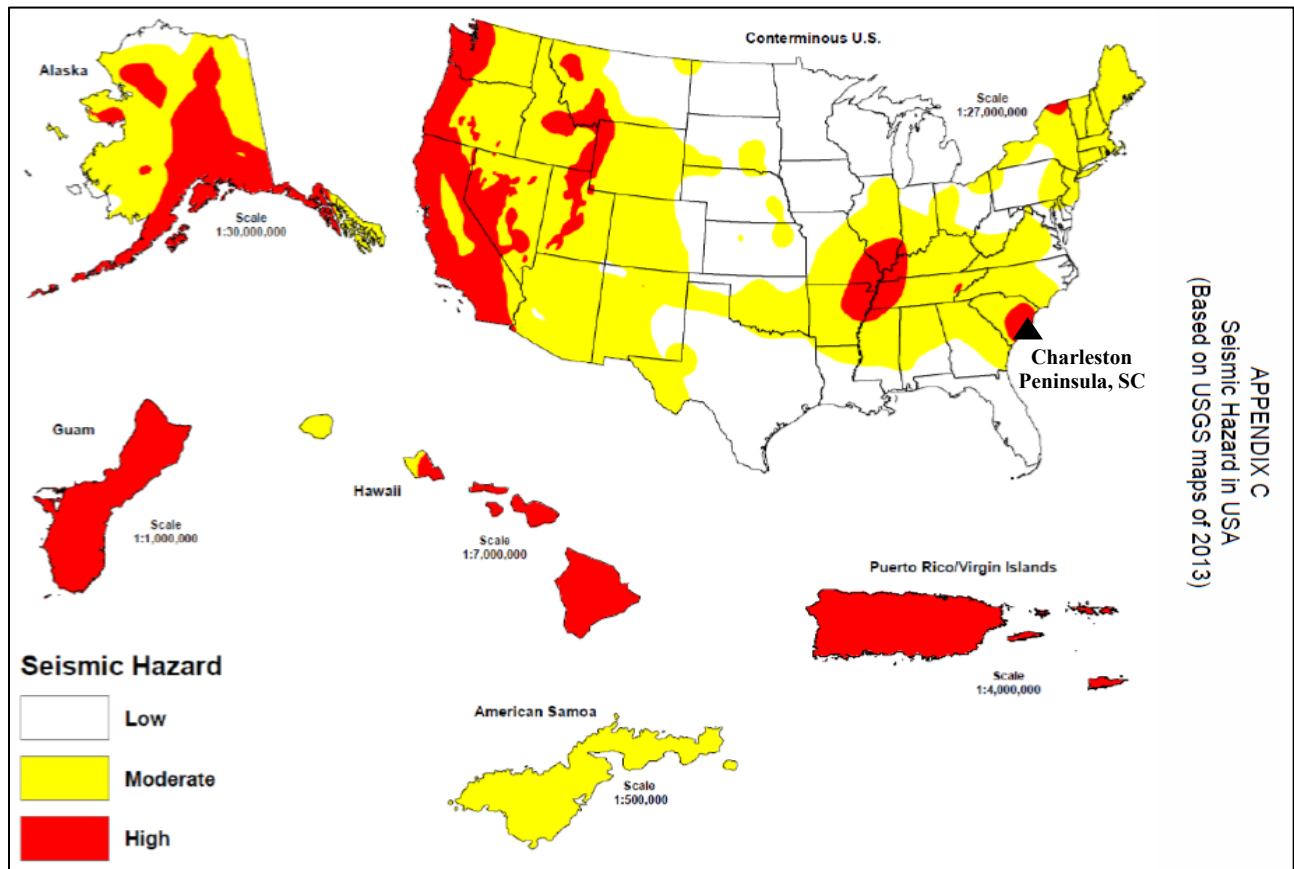 Conterminous U.S.
Alaska
Scale
1:27,000,000
Scale
1:30,000,000
Charleston
Peninsula, SC
APPENDIX C
Seismic Hazard in USA
(Based on USGS maps of 2013)
Guam
Hawaii
Scale
1:1,000,000
Scale
1:7,000,000
Puerto Rico/Virgin Islands
Scale
1:4,000,000
Seismic Hazard
Low
Moderate
High
American Samoa
Scale
1:500,000